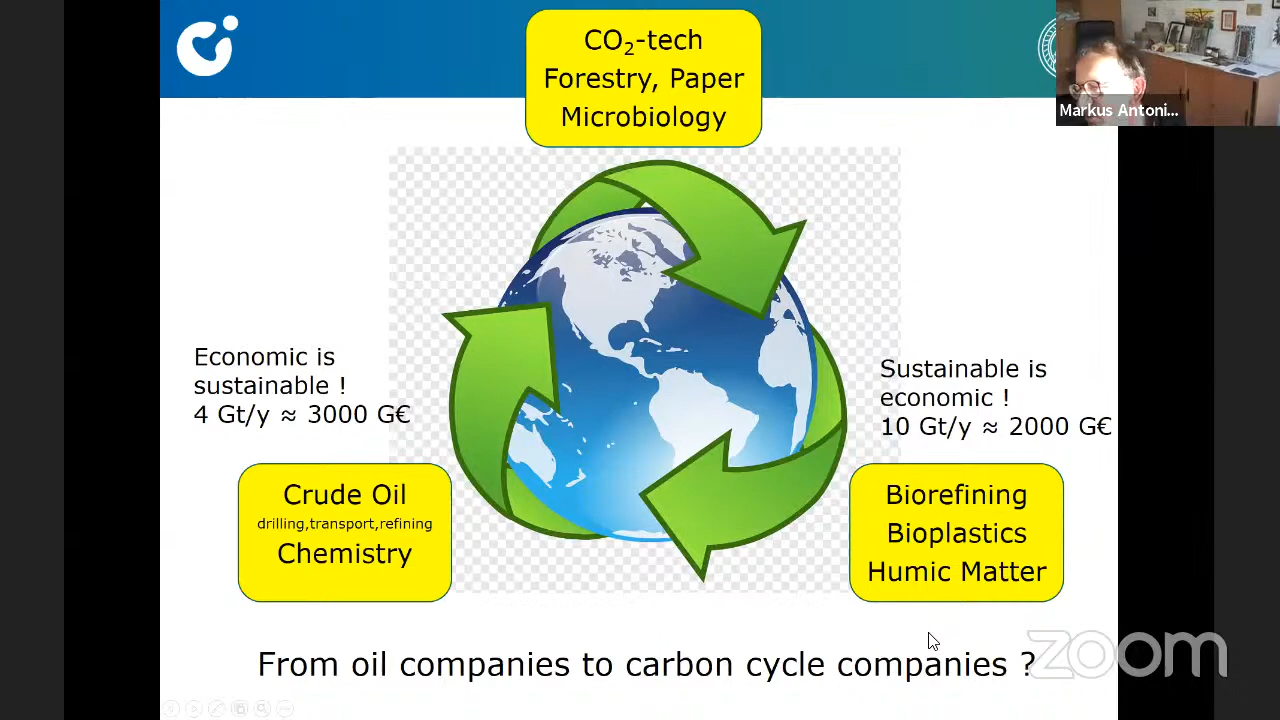 CO₂-tech
Forestry, Paper
Microbiology
Markus Antoni...
Economic is
sustainable !
4 Gt/y ≈ 3000 G€
Sustainable is
economic !
10 Gt/y ≈ 2000 G€
Crude Oil
drilling,transport,refining
Chemistry
Biorefining
Bioplastics
Humic Matter
From oil companies to carbon cycle companies ?
zoom